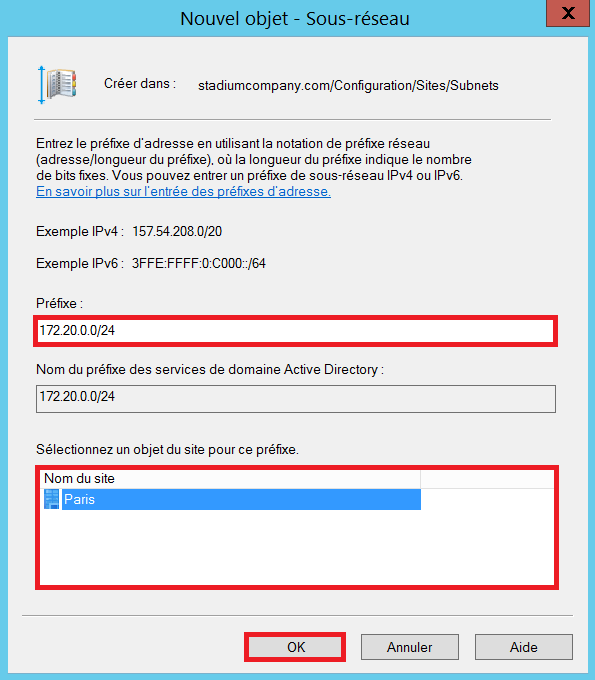 Nouvel objet - Sous-réseau
X
Créer dans : stadiumcompany.com/Configuration/Sites/Subnets
Entrez le préfixe d'adresse en utilisant la notation de préfixe réseau
(adresse/longueur du préfixe), où la longueur du préfixe indique le nombre
de bits fixes. Vous pouvez entrer un préfixe de sous-réseau IPv4 ou IPv6.
En savoir plus sur l'entrée des préfixes d'adresse.
Exemple IPv4 : 157.54.208.0/20
Exemple IPv6 : 3FFE:FFFF:0:C000::/64
Préfixe :
172.20.0.0/24
Nom du préfixe des services de domaine Active Directory :
172.20.0.0/24
Sélectionnez un objet du site pour ce préfixe.
Nom du site
Paris
OK Annuler Aide